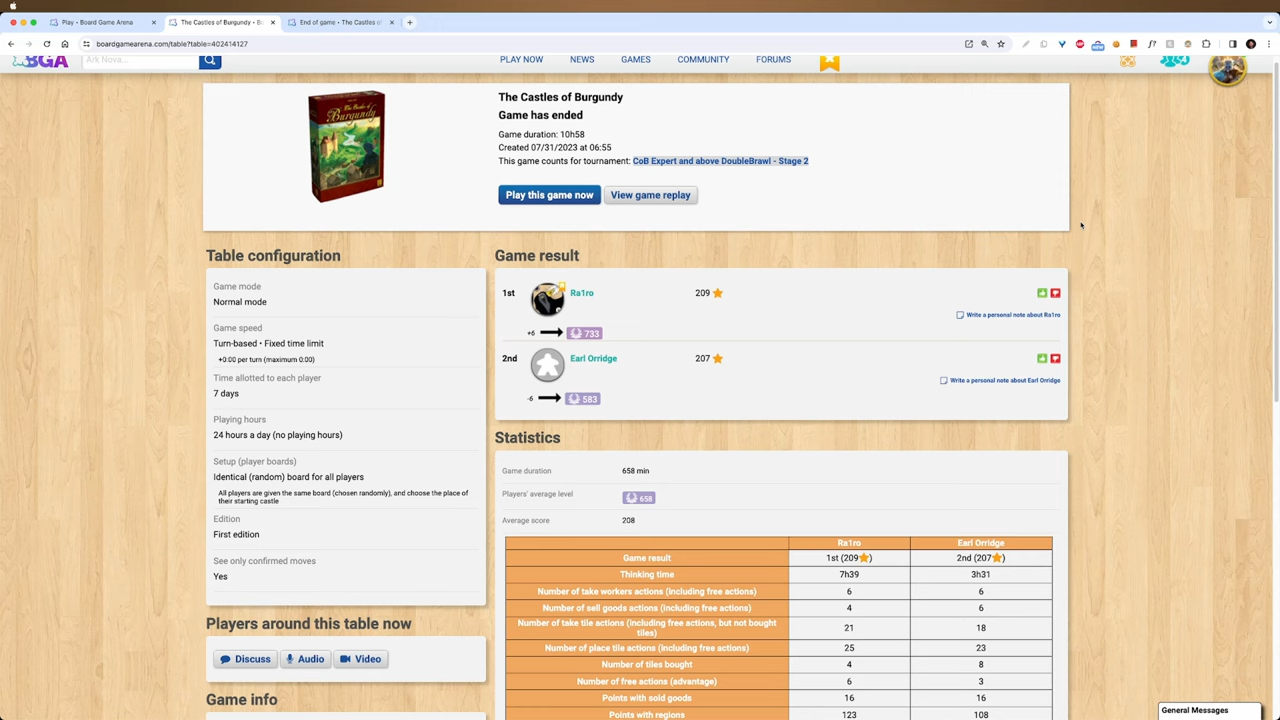 Play • Board Game Arena
The Castles of Burgundy • B
End of game • The Castles of
boardgamearena.com/table?table=402414127
BGA
Ark Nova...
PLAY NOW
NEWS
GAMES
COMMUNITY
FORUMS
The Castles of Burgundy
Game has ended
Game duration: 10h58
Created 07/31/2023 at 06:55
This game counts for tournament: CoB Expert and above DoubleBrawl - Stage 2
Play this game now
View game replay
Table configuration
Game mode
Normal mode
Game speed
Turn-based • Fixed time limit
+0:00 per turn (maximum 0:00)
Time allotted to each player
7 days
Playing hours
24 hours a day (no playing hours)
Setup (player boards)
Identical (random) board for all players
All players are given the same board (chosen randomly), and choose the place of
their starting castle
Edition
First edition
See only confirmed moves
Yes
Players around this table now
Discuss
Audio
Video
Game info
Game result
1st
Ra1ro
209
Write a personal note about Ra1ro
+6
733
2nd
Earl Orridge
207
Write a personal note about Earl Orridge
-6
583
Statistics
Game duration
658 min
Players' average level
658
Average score
208
Ra1ro Earl Orridge
Game result 1st (209) 2nd (207)
Thinking time 7h39 3h31
Number of take workers actions (including free actions) 6 6
Number of sell goods actions (including free actions) 4 6
Number of take tile actions (including free actions, but not bought
tiles) 21 18
Number of place tile actions (including free actions) 25 23
Number of tiles bought 4 8
Number of free actions (advantage) 6 3
Points with sold goods 16 16
Points with regions 123 108
General Messages